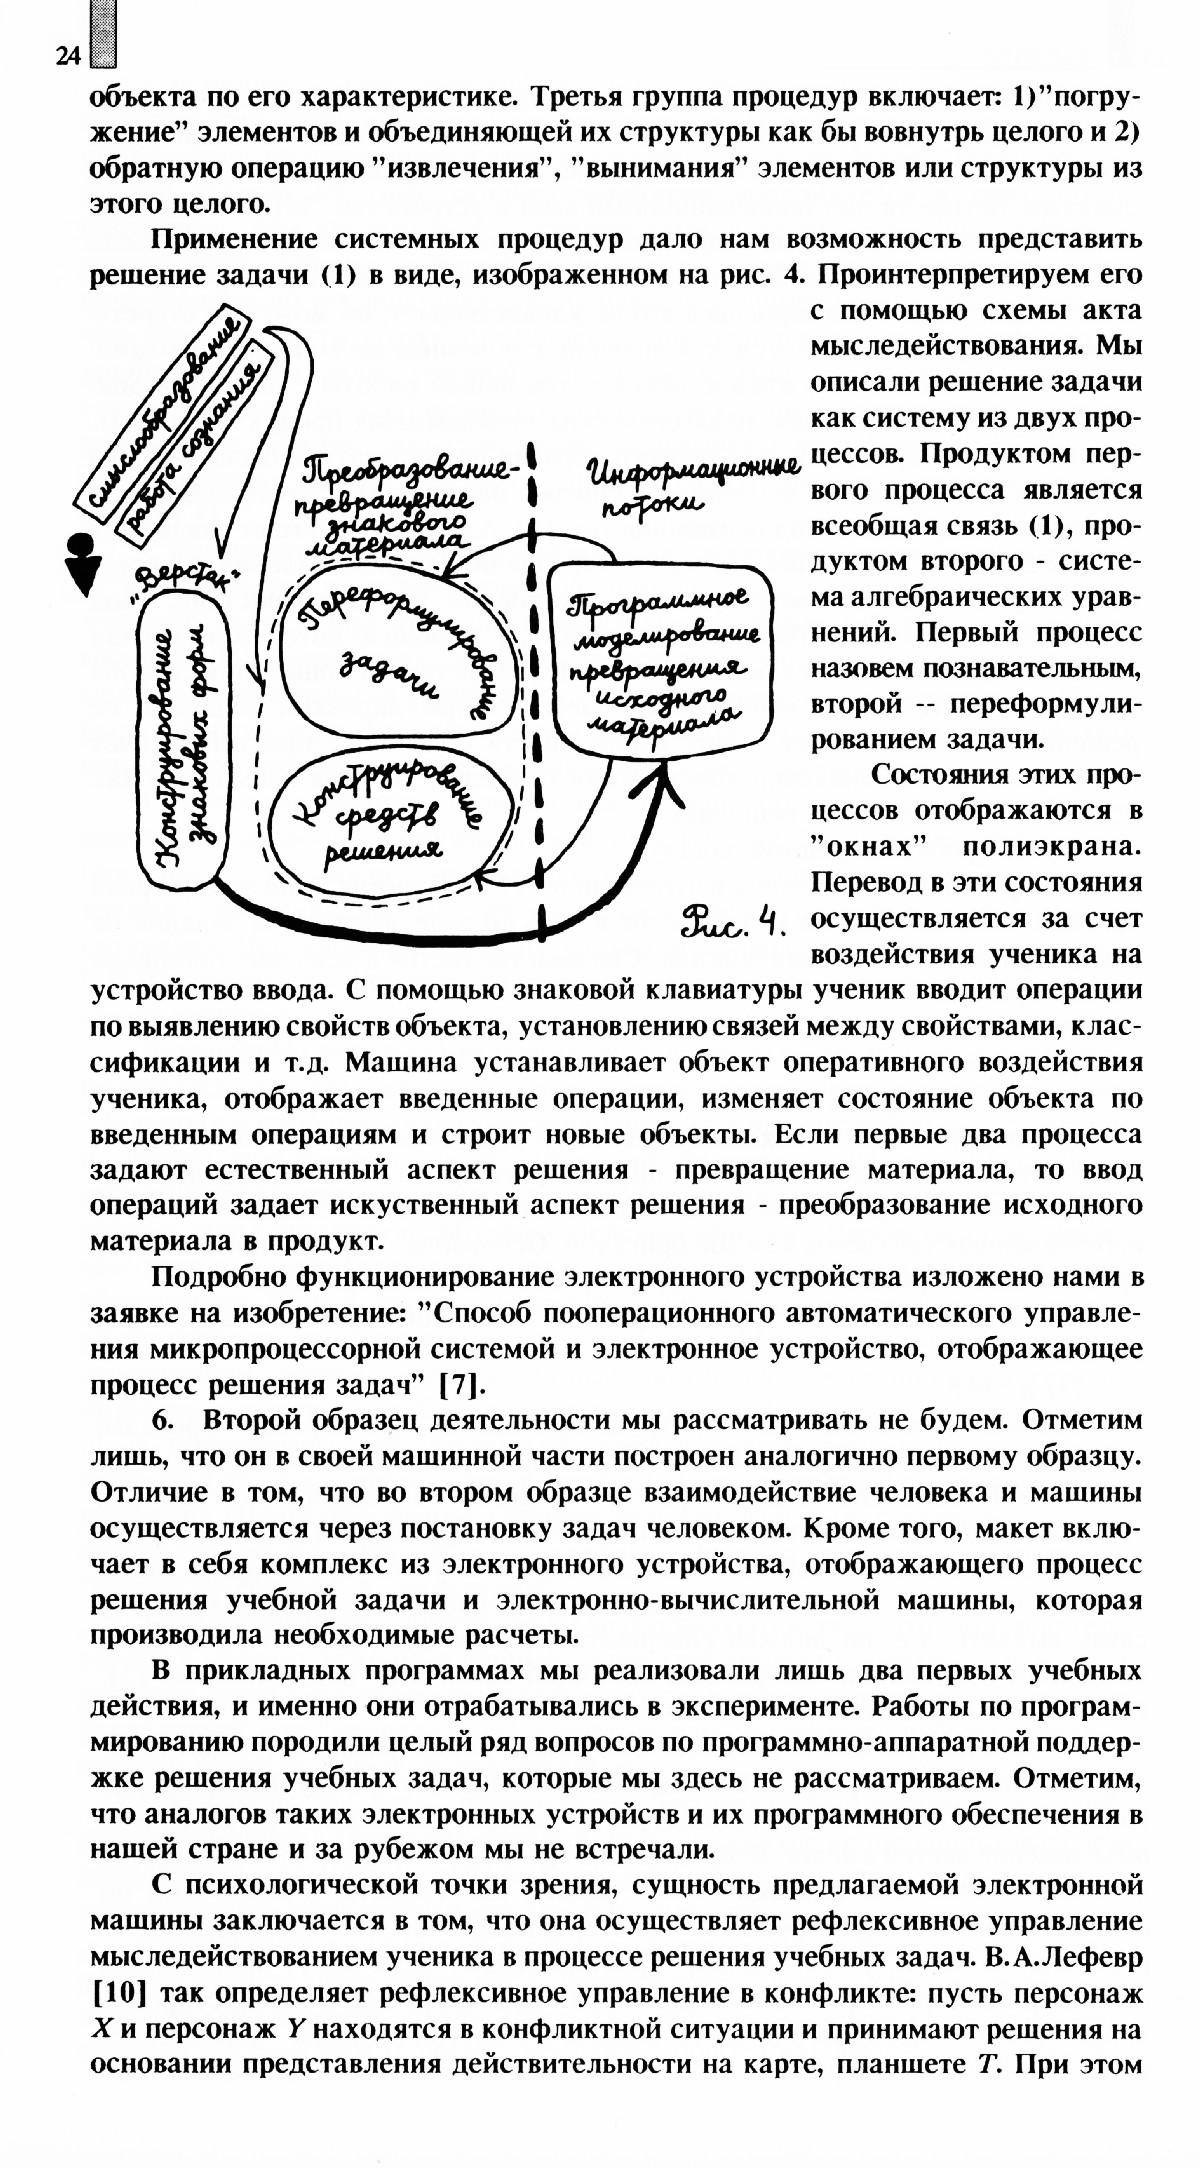 24
объекта по его характеристике. Третья группа процедур включает: 1)"погру-
жение" элементов и объединяющей их структуры как бы вовнутрь целого и 2)
обратную операцию "извлечения", "вынимания" элементов или структуры из
этого целого.
Применение системных процедур дало нам возможность представить
решение задачи (1) в виде, изображенном на рис. 4. Проинтерпретируем его
с помощью схемы акта
мыследействования. Мы
описали решение задачи
как систему из двух про-
цессов. Продуктом пер-
вого процесса является
всеобщая связь (1), про-
дуктом второго - систе-
ма алгебраических урав-
нений. Первый процесс
назовем познавательным,
второй -- переформули-
рованием задачи.
Состояния этих про-
цессов отображаются в
"окнах" полиэкрана.
Перевод в эти состояния
осуществляется за счет
воздействия ученика на
смыслообразование
работа сознания
„Верстак"
Конструирование
знаковых форм
Преобразование-
превращение
знакового
материала
Переформулирование
задачи
Конструирование
средств
решения
Информационные
потоки
Программное
моделирование
превращения
исходного
материала
Рис. 4.
устройство ввода. С помощью знаковой клавиатуры ученик вводит операции
по выявлению свойств объекта, установлению связей между свойствами, клас-
сификации и т.д. Машина устанавливает объект оперативного воздействия
ученика, отображает введенные операции, изменяет состояние объекта по
введенным операциям и строит новые объекты. Если первые два процесса
задают естественный аспект решения - превращение материала, то ввод
операций задает искуственный аспект решения - преобразование исходного
материала в продукт.
Подробно функционирование электронного устройства изложено нами в
заявке на изобретение: "Способ пооперационного автоматического управле-
ния микропроцессорной системой и электронное устройство, отображающее
процесс решения задач" [7].
6. Второй образец деятельности мы рассматривать не будем. Отметим
лишь, что он в своей машинной части построен аналогично первому образцу.
Отличие в том, что во втором образце взаимодействие человека и машины
осуществляется через постановку задач человеком. Кроме того, макет вклю-
чает в себя комплекс из электронного устройства, отображающего процесс
решения учебной задачи и электронно-вычислительной машины, которая
производила необходимые расчеты.
В прикладных программах мы реализовали лишь два первых учебных
действия, и именно они отрабатывались в эксперименте. Работы по програм-
мированию породили целый ряд вопросов по программно-аппаратной поддер-
жке решения учебных задач, которые мы здесь не рассматриваем. Отметим,
что аналогов таких электронных устройств и их программного обеспечения в
нашей стране и за рубежом мы не встречали.
С психологической точки зрения, сущность предлагаемой электронной
машины заключается в том, что она осуществляет рефлексивное управление
мыследействованием ученика в процессе решения учебных задач. В.А.Лефевр
[10] так определяет рефлексивное управление в конфликте: пусть персонаж
X и персонаж Y находятся в конфликтной ситуации и принимают решения на
основании представления действительности на карте, планшете T. При этом